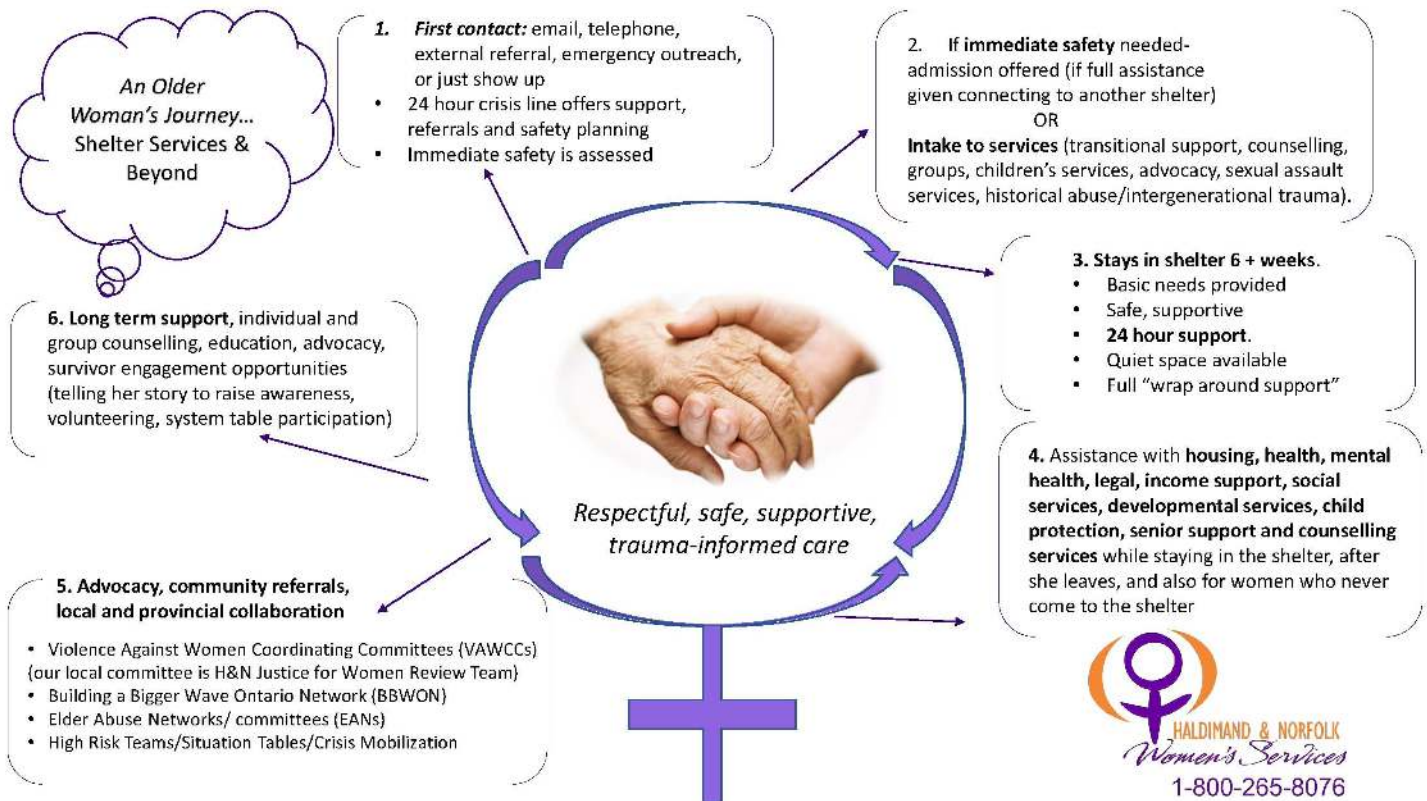 An Older
Woman's Journey...
Shelter Services &
Beyond
1. First contact: email, telephone,
external referral, emergency outreach,
or just show up
• 24 hour crisis line offers support,
referrals and safety planning
• Immediate safety is assessed
2. If immediate safety needed-
admission offered (if full assistance
given connecting to another shelter)
OR
Intake to services (transitional support, counselling,
groups, children's services, advocacy, sexual assault
services, historical abuse/intergenerational trauma).
3. Stays in shelter 6 + weeks.
• Basic needs provided
• Safe, supportive
• 24 hour support.
• Quiet space available
• Full "wrap around support"
4. Assistance with housing, health, mental
health, legal, income support, social
services, developmental services, child
protection, senior support and counselling
services while staying in the shelter, after
she leaves, and also for women who never
come to the shelter
5. Advocacy, community referrals,
local and provincial collaboration
• Violence Against Women Coordinating Committees (VAWCCs)
(our local committee is H&N Justice for Women Review Team)
• Building a Bigger Wave Ontario Network (BBWON)
• Elder Abuse Networks/ committees (EANs)
• High Risk Teams/Situation Tables/Crisis Mobilization
6. Long term support, individual and
group counselling, education, advocacy,
survivor engagement opportunities
(telling her story to raise awareness,
volunteering, system table participation)
Respectful, safe, supportive,
trauma-informed care
HALDIMAND & NORFOLK
Women's Services
1-800-265-8076